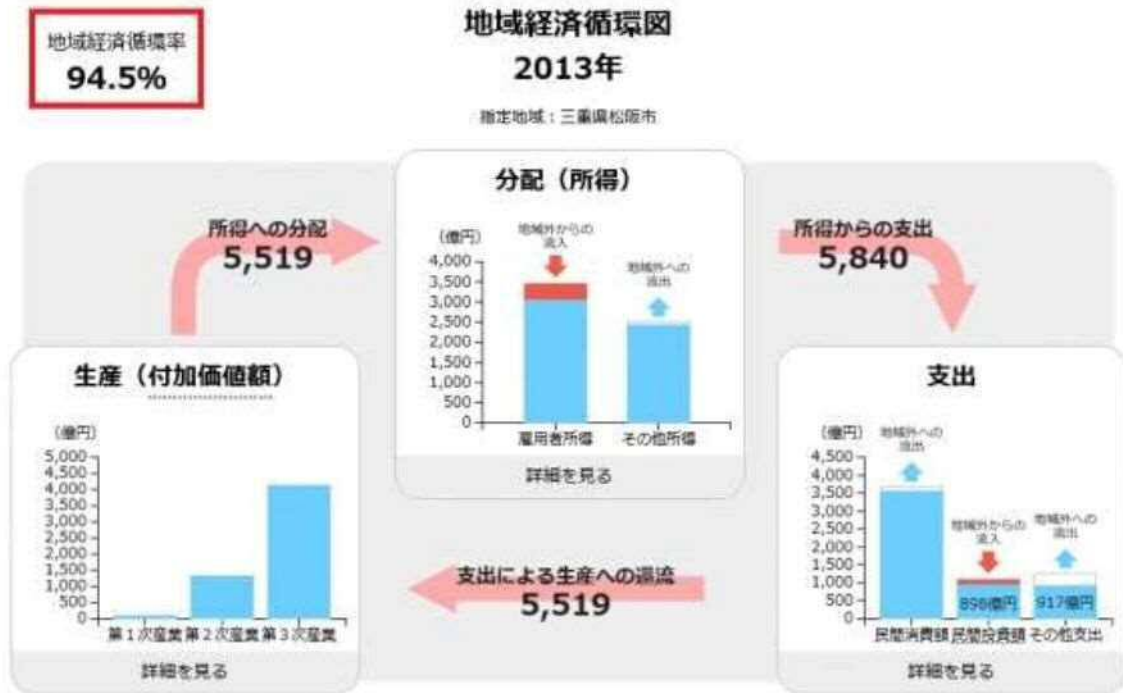 地域経済循環率
94.5%
地域経済循環図
2013年
指定地域：三重県松阪市
所得への分配
5,519
分配（所得）
（億円）
4,000
3,500
3,000
2,500
2,000
1,500
1,000
500
0
地域外からの
流入
地域外への
流出
雇用者所得
その他所得
詳細を見る
所得からの支出
5,840
生産（付加価値額）
（億円）
5,000
4,500
4,000
3,500
3,000
2,500
2,000
1,500
1,000
500
0
第１次産業
第２次産業
第３次産業
詳細を見る
支出による生産への還流
5,519
支出
（億円）
4,500
4,000
3,500
3,000
2,500
2,000
1,500
1,000
500
0
地域外への
流出
地域外からの
流入
地域外への
流出
898億円
917億円
民間消費額
民間投資額
その他支出
詳細を見る